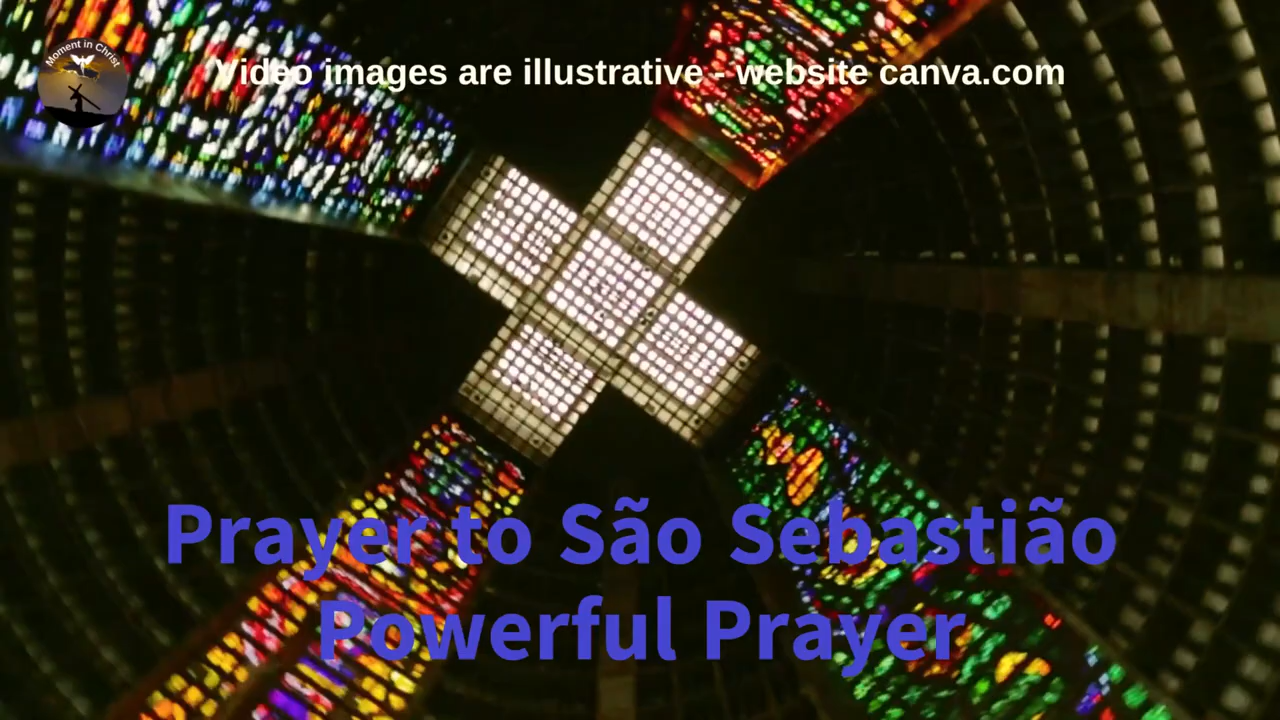 Moment in Christ
Video images are illustrative - website canva.com
Prayer to São Sebastião
Powerful Prayer